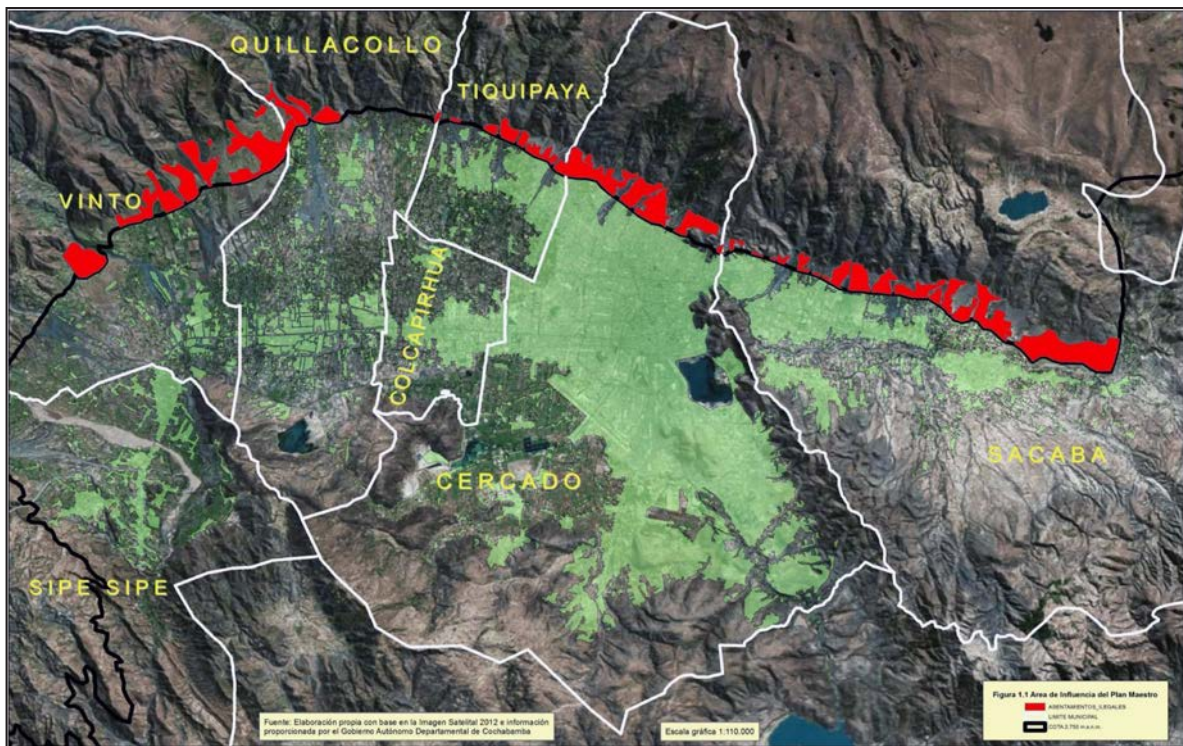 QUILLACOLLO
TIQUIPAYA
VINTO
COLCAPIRHUA
CERCADO
SACABA
SIPE SIPE
Fuente: Elaboración propia con base en la Imagen Satelital 2012 e información
proporcionada por el Gobierno Autónomo Departamental de Cochabamba
Escala gráfica 1:110.000
Figura 1.1 Area de Influencia del Plan Maestro
ASENTAMIENTOS_ILEGALES
LIMITE MUNICIPAL
COTA 2.750 m.s.n.m.